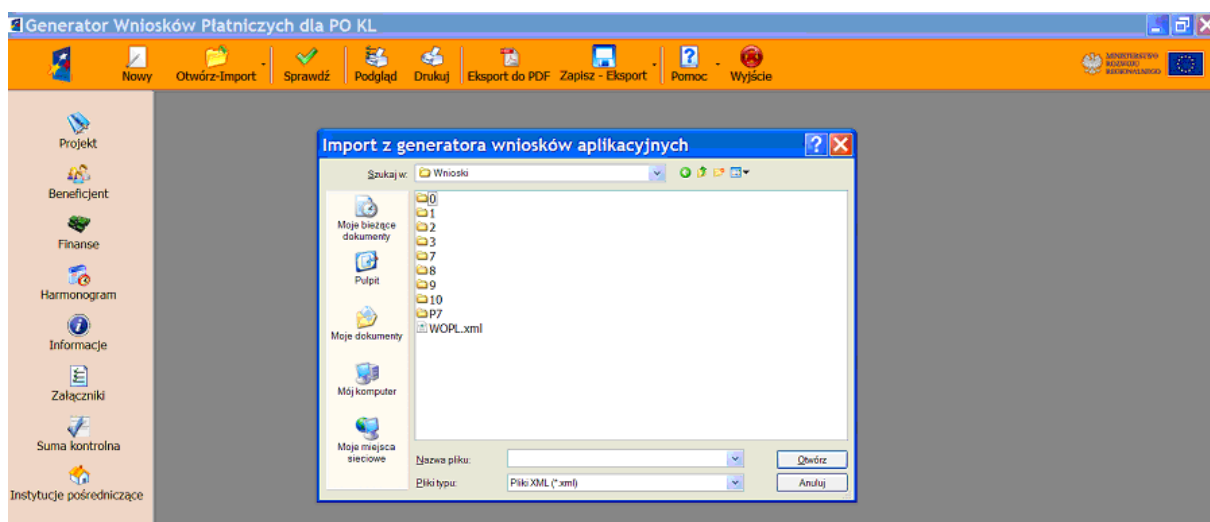 Generator Wniosków Płatniczych dla PO KL
Nowy
Otwórz-Import
Sprawdź
Podgląd
Drukuj
Eksport do PDF
Zapisz - Eksport
Pomoc
Wyjście
MINISTERSTWO
ROZWOJU
REGIONALNEGO
Projekt
Beneficjent
Finanse
Harmonogram
Informacje
Załączniki
Suma kontrolna
Instytucje pośredniczące
Import z generatora wniosków aplikacyjnych
Szukaj w:
Wnioski
Moje bieżące
dokumenty
Pulpit
Moje dokumenty
Mój komputer
Moje miejsca
sieciowe
0
1
2
3
7
8
9
10
P7
WOPL.xml
Nazwa pliku:
Otwórz
Pliki typu:
Pliki XML (*.xml)
Anuluj